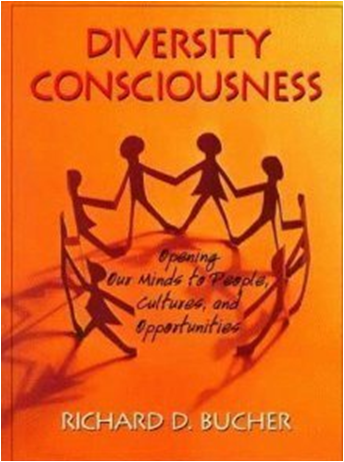 DIVERSITY
CONSCIOUSNESS
Opening
Our Minds to People,
Cultures, and
Opportunities
RICHARD D. BUCHER